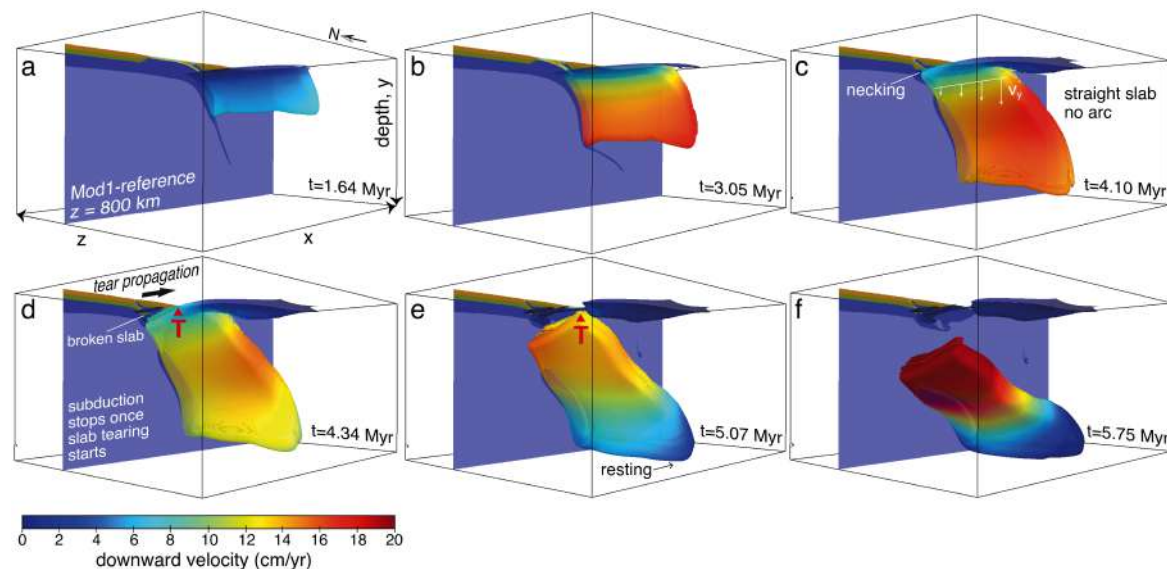 a
N
depth, y
Mod1-reference
z = 800 km
t=1.64 Myr
z
x
b
t=3.05 Myr
c
necking
vy
straight slab
no arc
t=4.10 Myr
d
tear propagation
broken slab
T
subduction
stops once
slab tearing
starts
t=4.34 Myr
e
T
t=5.07 Myr
resting
f
t=5.75 Myr
0 2 4 6 8 10 12 14 16 18 20
downward velocity (cm/yr)